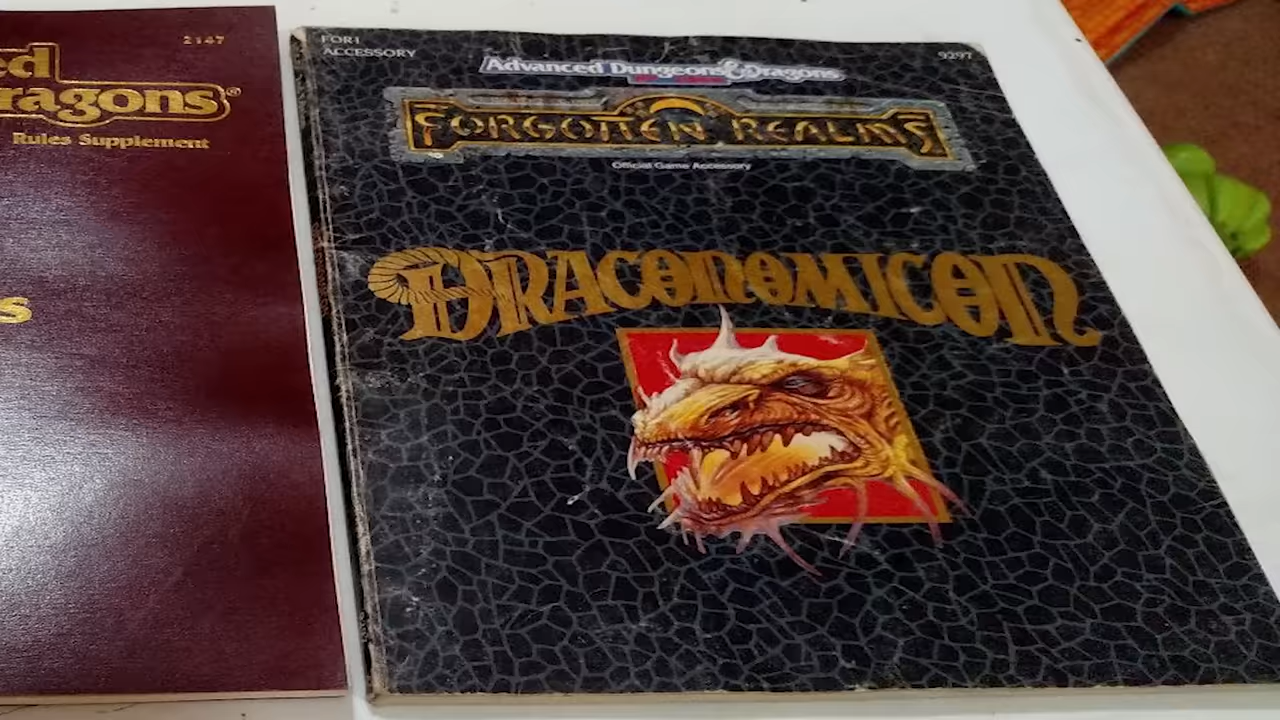 2147
ed
ragons®
Rules Supplement
s
FOR1
ACCESSORY
9297
Advanced Dungeons & Dragons
FORGOTTEN REALMS
Official Game Accessory
DRACONOMICON